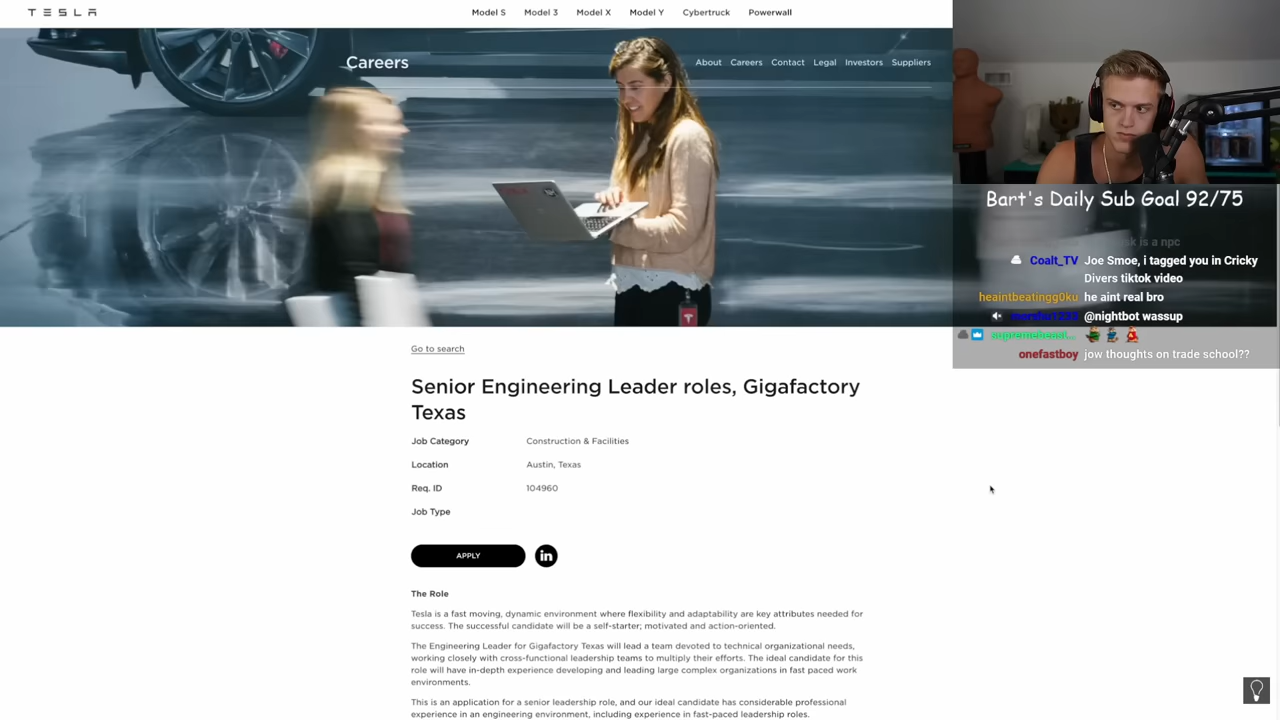 TESLA
Model S Model 3 Model X Model Y Cybertruck Powerwall
Careers
About Careers Contact Legal Investors Suppliers
Bart's Daily Sub Goal 92/75
is a npc
Coalt_TV Joe Smoe, i tagged you in Cricky
Divers tiktok video
heaintbeatingg0ku he aint real bro
@nightbot wassup
onefastboy jow thoughts on trade school??
Go to search
Senior Engineering Leader roles, Gigafactory
Texas
Job Category Construction & Facilities
Location Austin, Texas
Req. ID 104960
Job Type
APPLY
in
The Role
Tesla is a fast moving, dynamic environment where flexibility and adaptability are key attributes needed for
success. The successful candidate will be a self-starter; motivated and action-oriented.
The Engineering Leader for Gigafactory Texas will lead a team devoted to technical organizational needs,
working closely with cross-functional leadership teams to multiply their efforts. The ideal candidate for this
role will have in-depth experience developing and leading large complex organizations in fast paced work
environments.
This is an application for a senior leadership role, and our ideal candidate has considerable professional
experience in an engineering environment, including experience in fast-paced leadership roles.